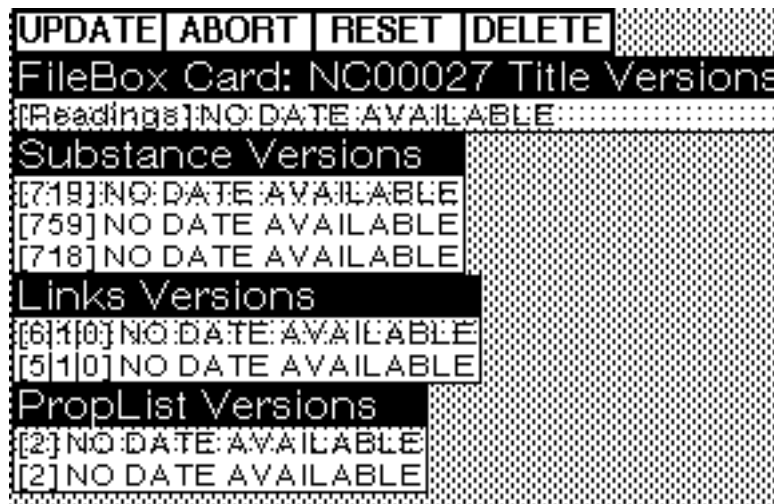 UPDATE ABORT RESET DELETE
FileBox Card: NC00027 Title Versions
[Readings] NO DATE AVAILABLE
Substance Versions
[719] NO DATE AVAILABLE
[759] NO DATE AVAILABLE
[718] NO DATE AVAILABLE
Links Versions
[6|1|0] NO DATE AVAILABLE
[5|1|0] NO DATE AVAILABLE
PropList Versions
[2] NO DATE AVAILABLE
[2] NO DATE AVAILABLE